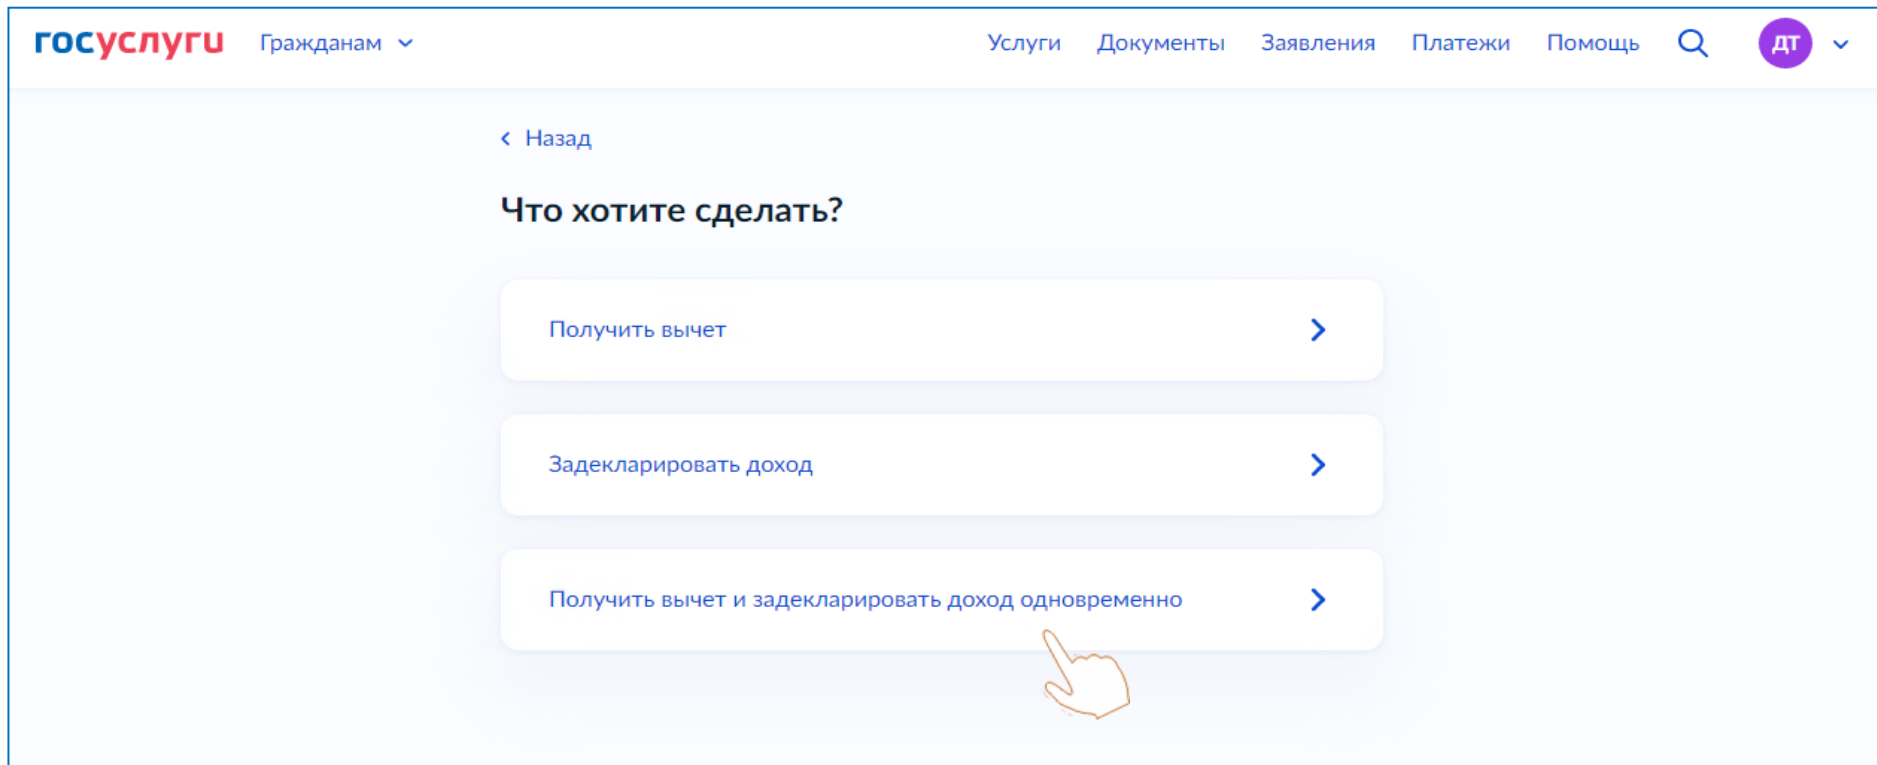 госуслуги Гражданам Услуги Документы Заявления Платежи Помощь ДТ
Назад
Что хотите сделать?
Получить вычет
Задекларировать доход
Получить вычет и задекларировать доход одновременно